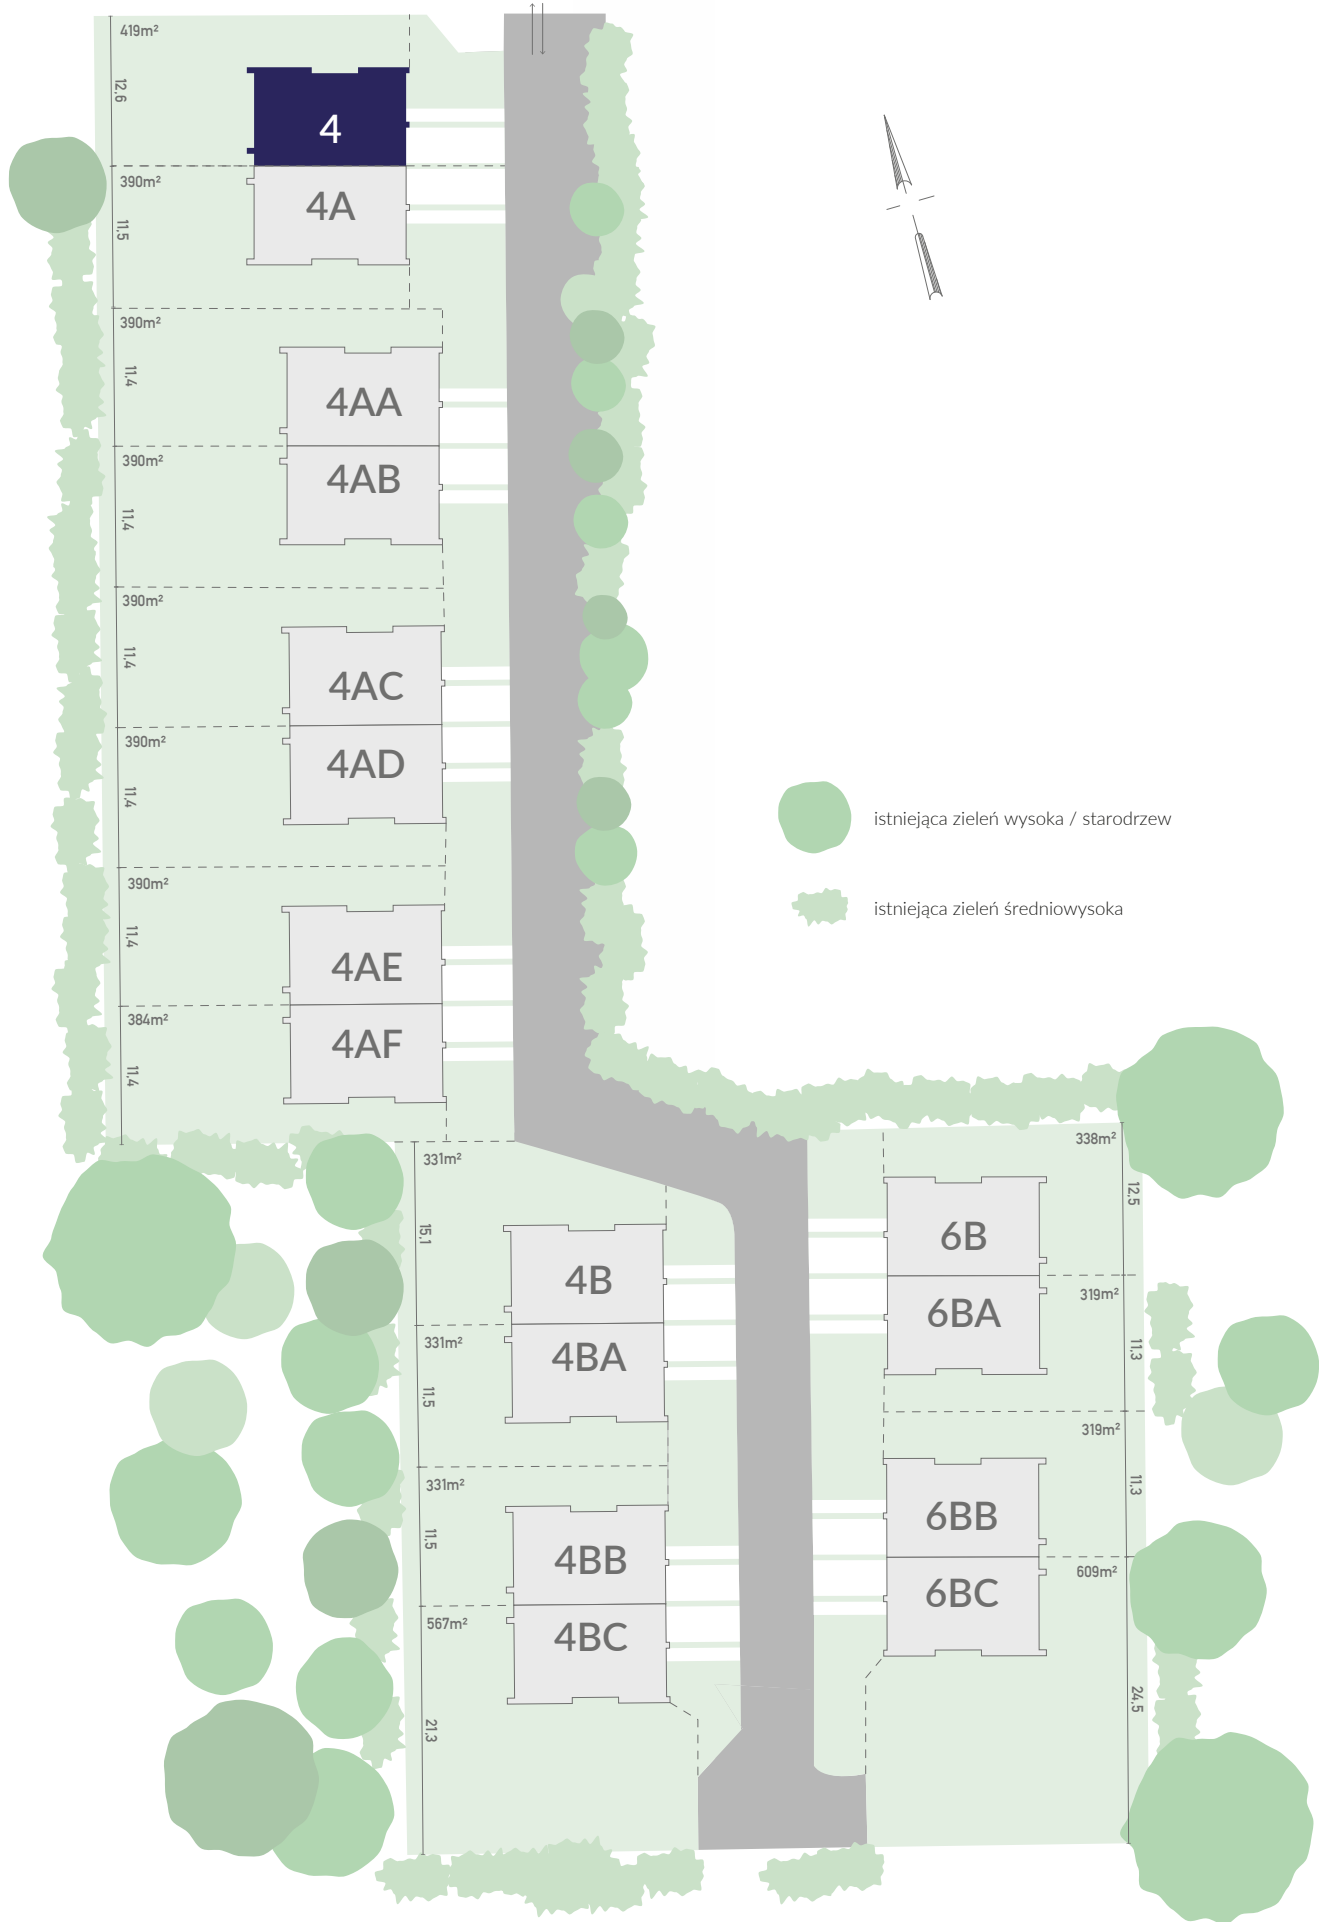 419m²
12,6
4
390m²
4A
11,5
390m²
11,4
4AA
390m²
4AB
11,4
390m²
11,4
4AC
390m²
4AD
11,4
istniejąca zieleń wysoka / starodrzew
390m²
istniejąca zieleń średniowysoka
11,4
4AE
384m²
4AF
11,4
331m²
338m²
15,1
12,5
4B
6B
331m²
319m²
4BA
6BA
11,5
11,3
331m²
319m²
11,5
11,3
4BB
6BB
567m²
609m²
4BC
6BC
21,3
24,5